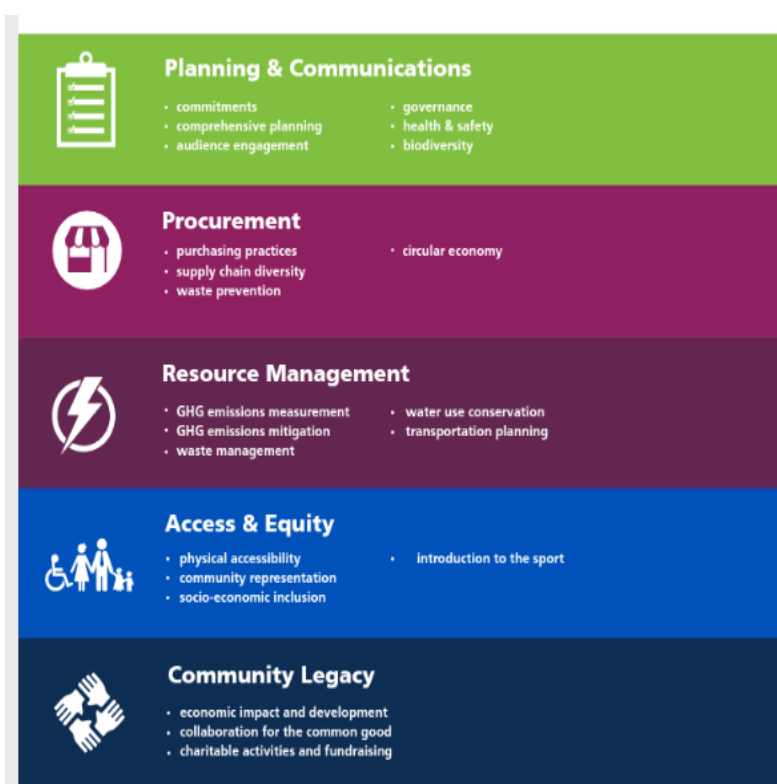 Planning & Communications
• commitments
• comprehensive planning
• audience engagement
• governance
• health & safety
• biodiversity
Procurement
• purchasing practices
• supply chain diversity
• waste prevention
• circular economy
Resource Management
• GHG emissions measurement
• GHG emissions mitigation
• waste management
• water use conservation
• transportation planning
Access & Equity
• physical accessibility
• community representation
• socio-economic inclusion
• introduction to the sport
Community Legacy
• economic impact and development
• collaboration for the common good
• charitable activities and fundraising